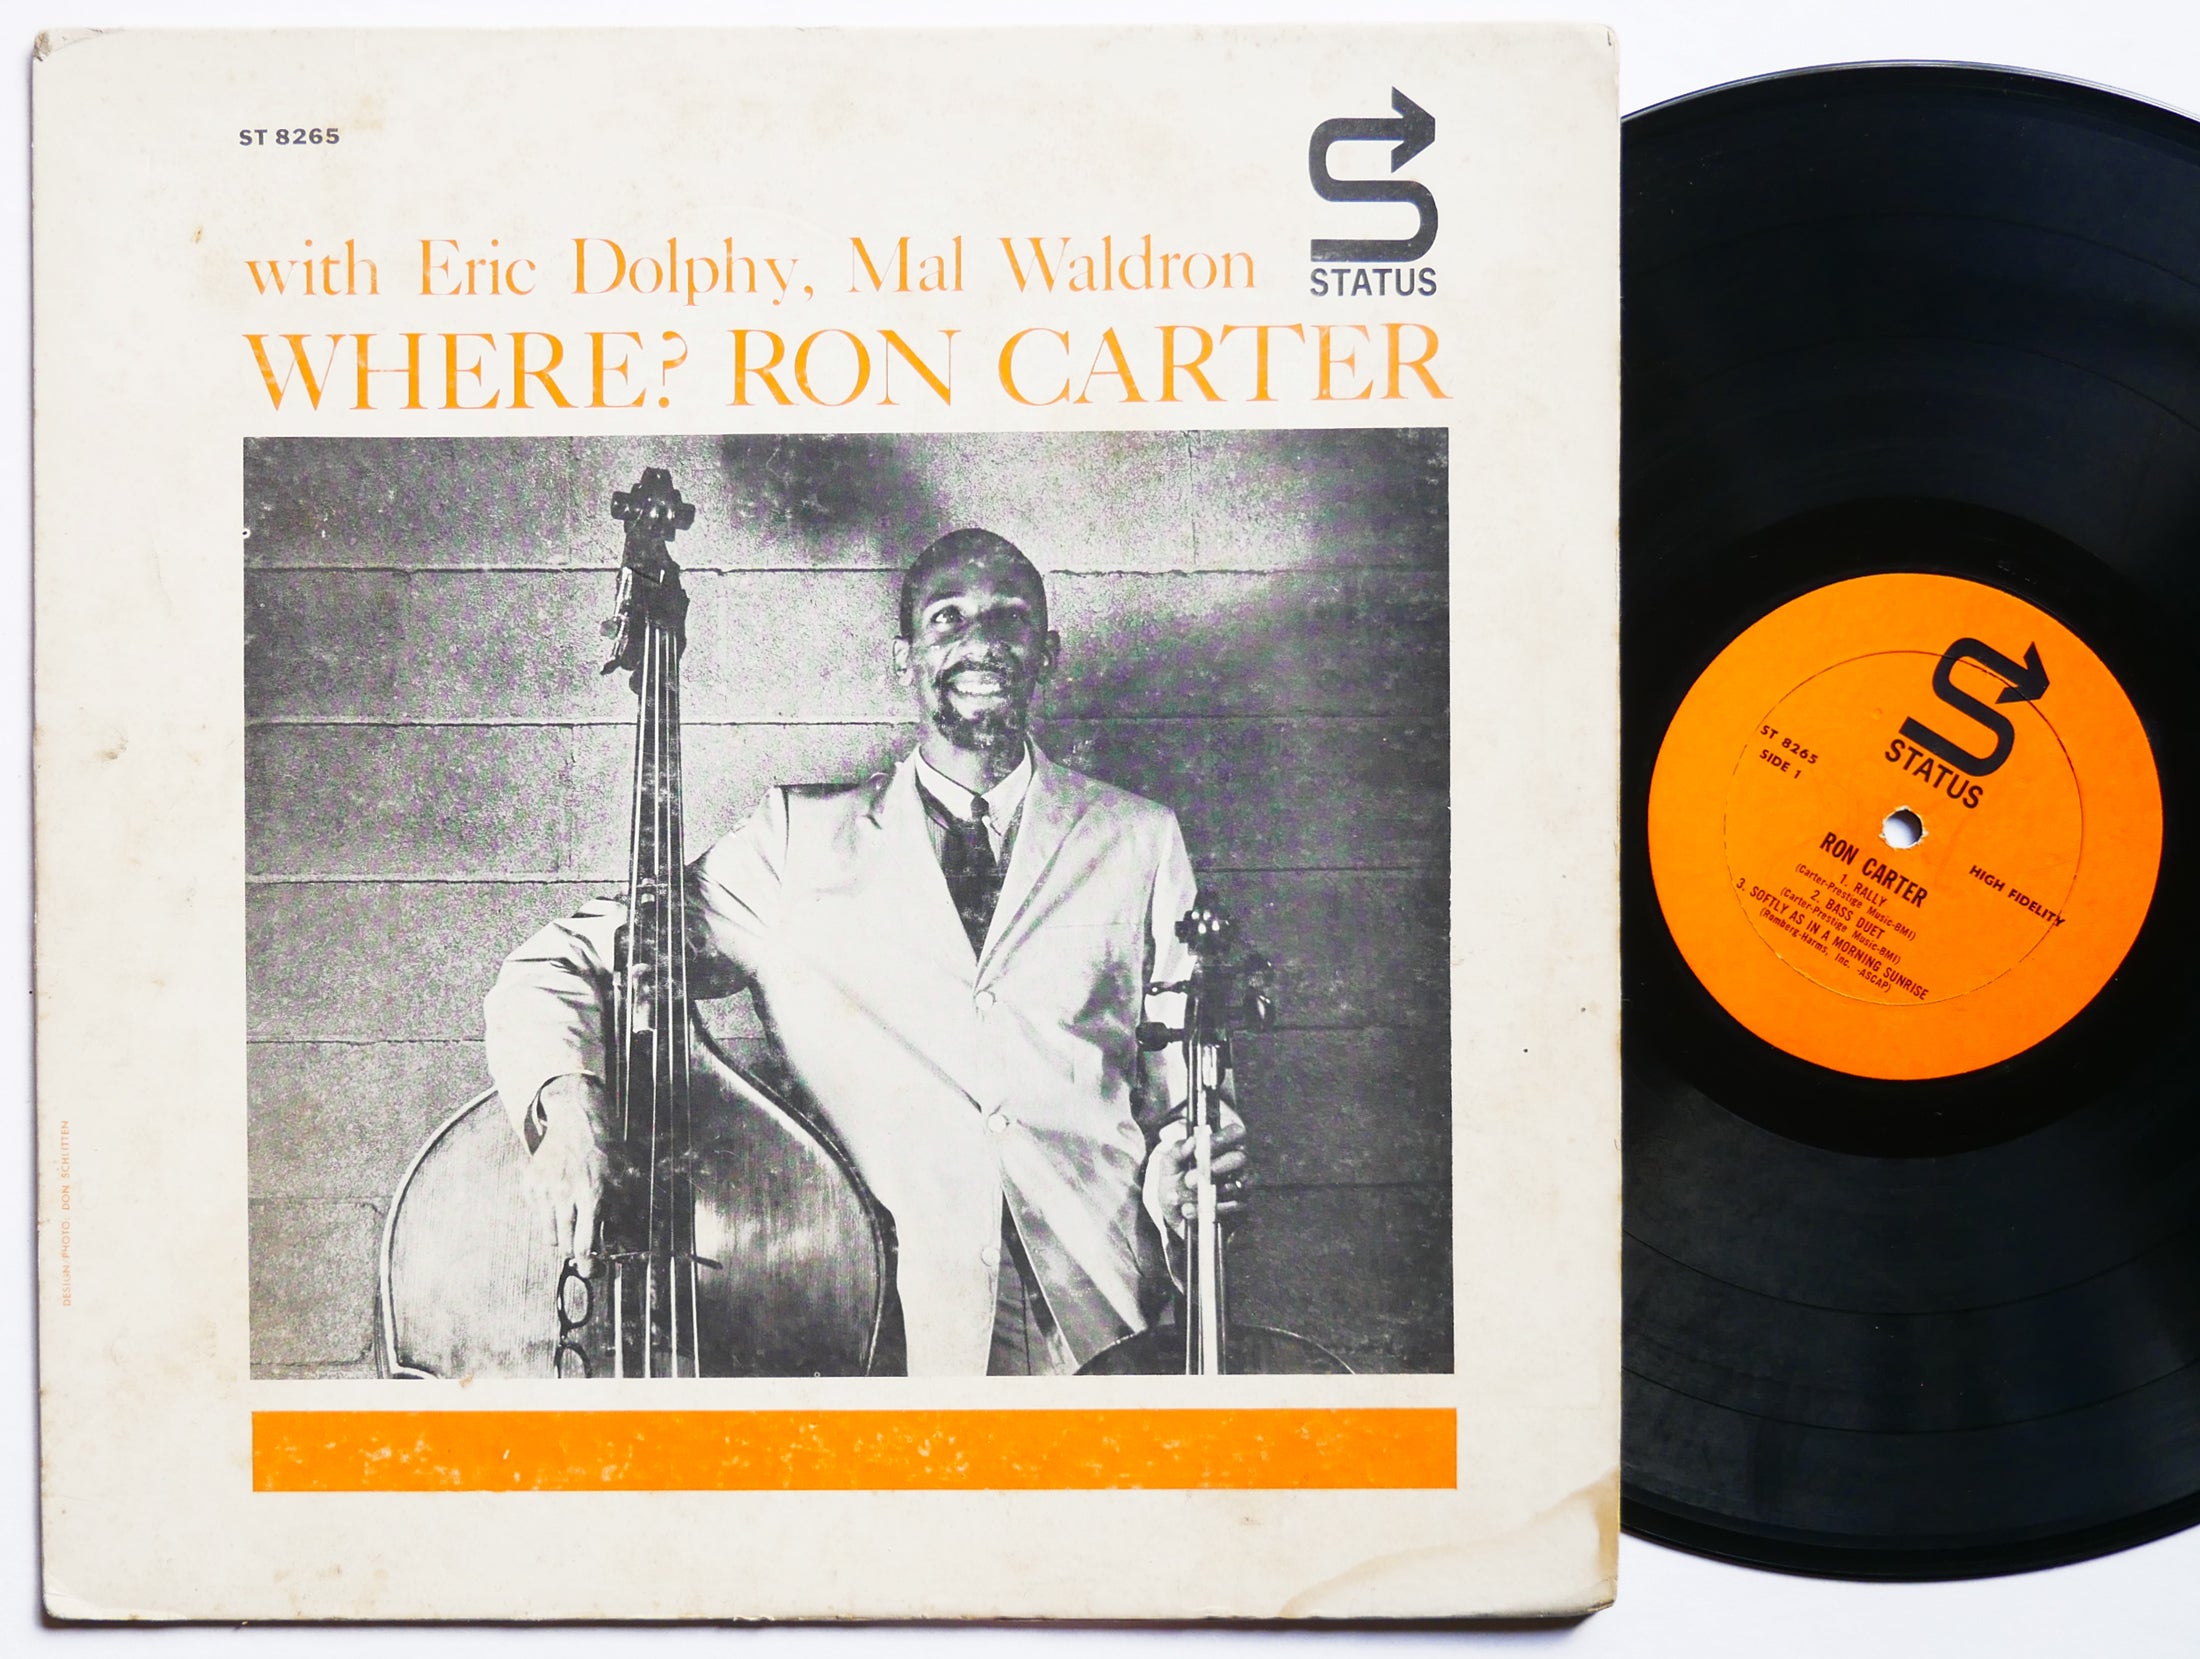 ST 8265
STATUS
with Eric Dolphy, Mal Waldron
WHERE? RON CARTER
DESIGN/PHOTO: DON SCHLITTEN
STATUS
ST 8265
SIDE 1
HIGH FIDELITY
RON CARTER
1. RALLY
(Carter-Prestige Music-BMI)
2. BASS DUET
(Carter-Prestige Music-BMI)
3. SOFTLY AS IN A MORNING SUNRISE
(Romberg-Harms, Inc. -ASCAP)